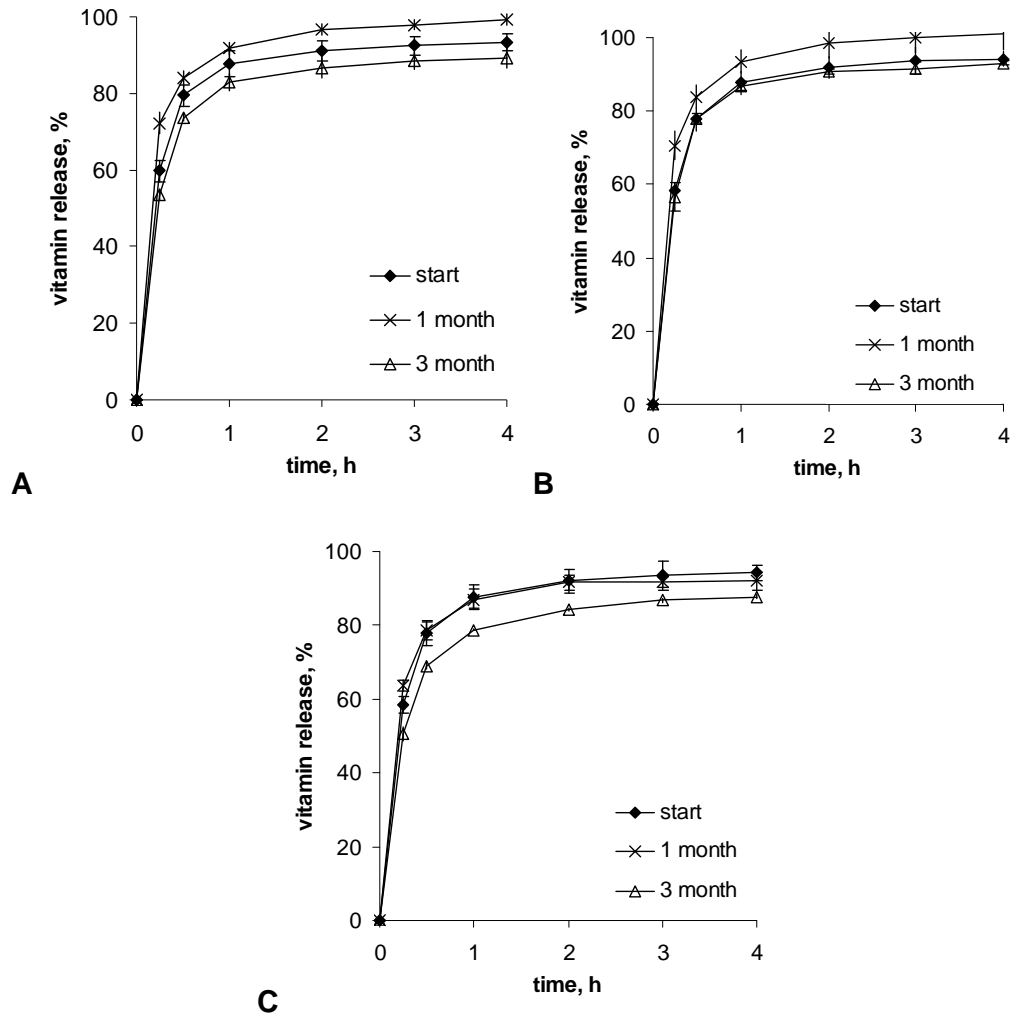 100
80
60
40
20
0
vitamin release, %
start
1 month
3 month
0 1 2 3 4
time, h
A
100
80
60
40
20
0
vitamin release, %
start
1 month
3 month
0 1 2 3 4
time, h
B
100
80
60
40
20
0
vitamin release, %
start
1 month
3 month
0 1 2 3 4
time, h
C